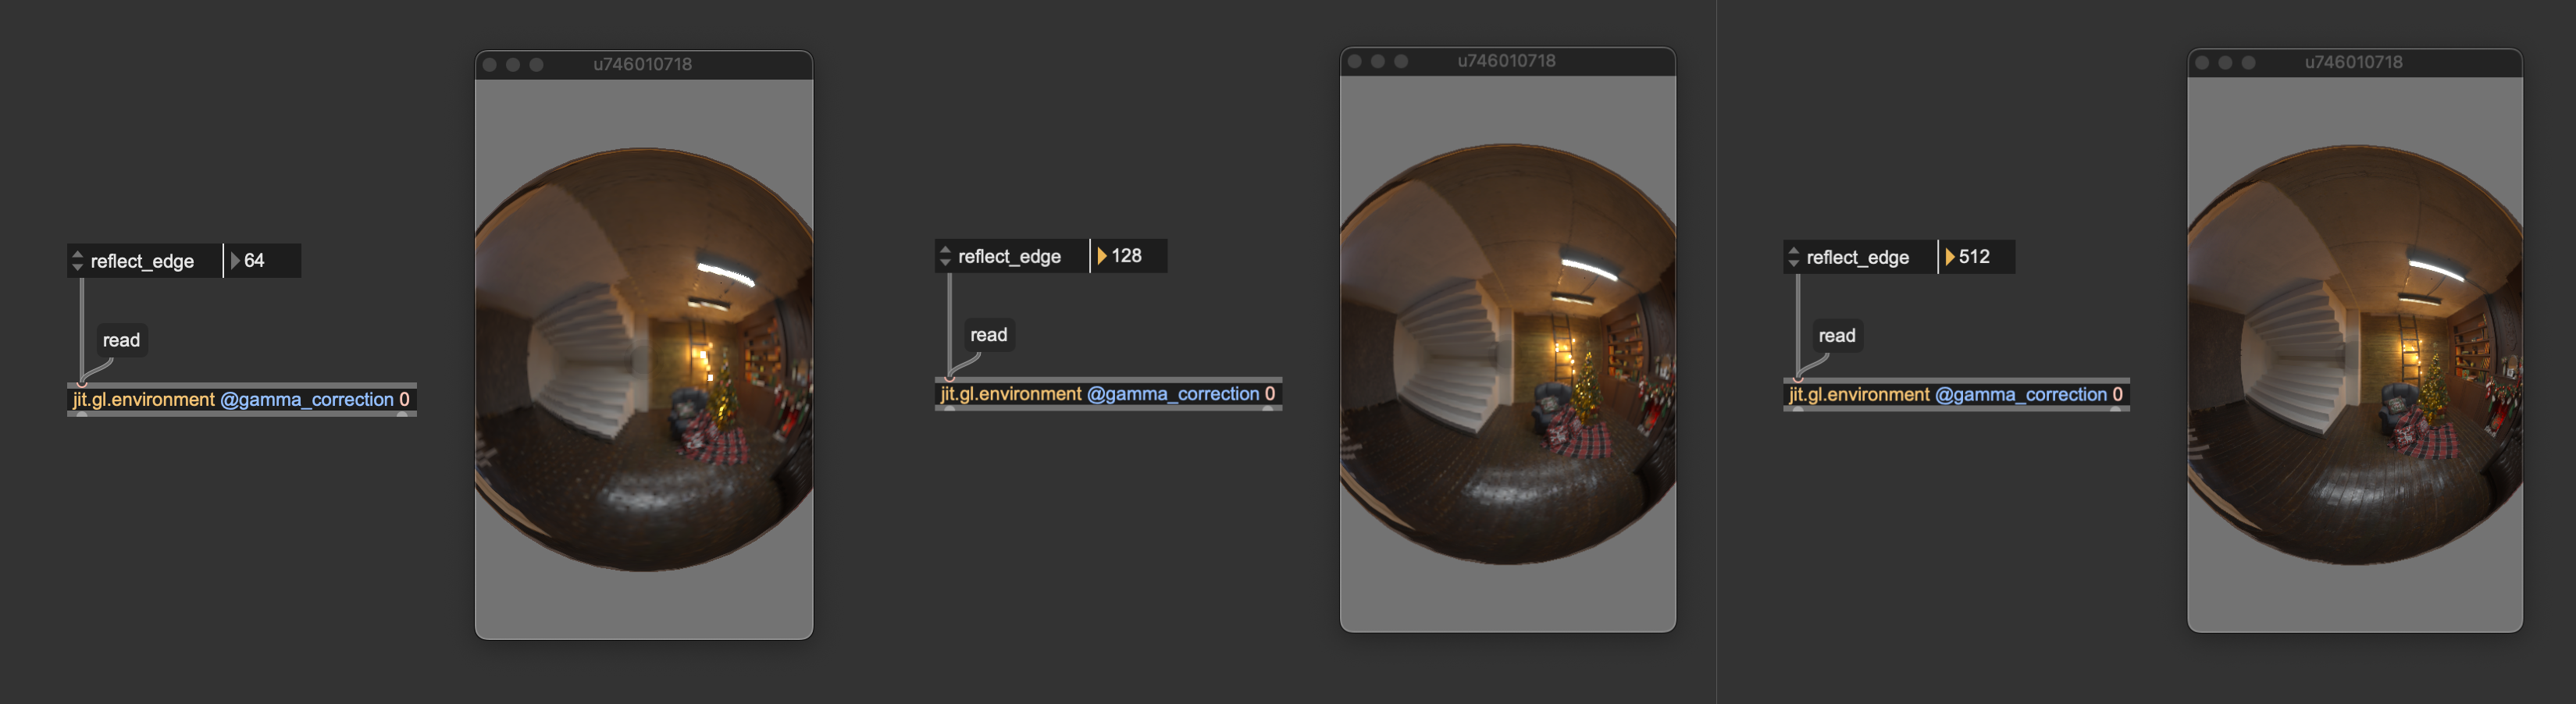 u746010718
reflect_edge 64
read
jit.gl.environment @gamma_correction 0
u746010718
reflect_edge 128
read
jit.gl.environment @gamma_correction 0
u746010718
reflect_edge 512
read
jit.gl.environment @gamma_correction 0